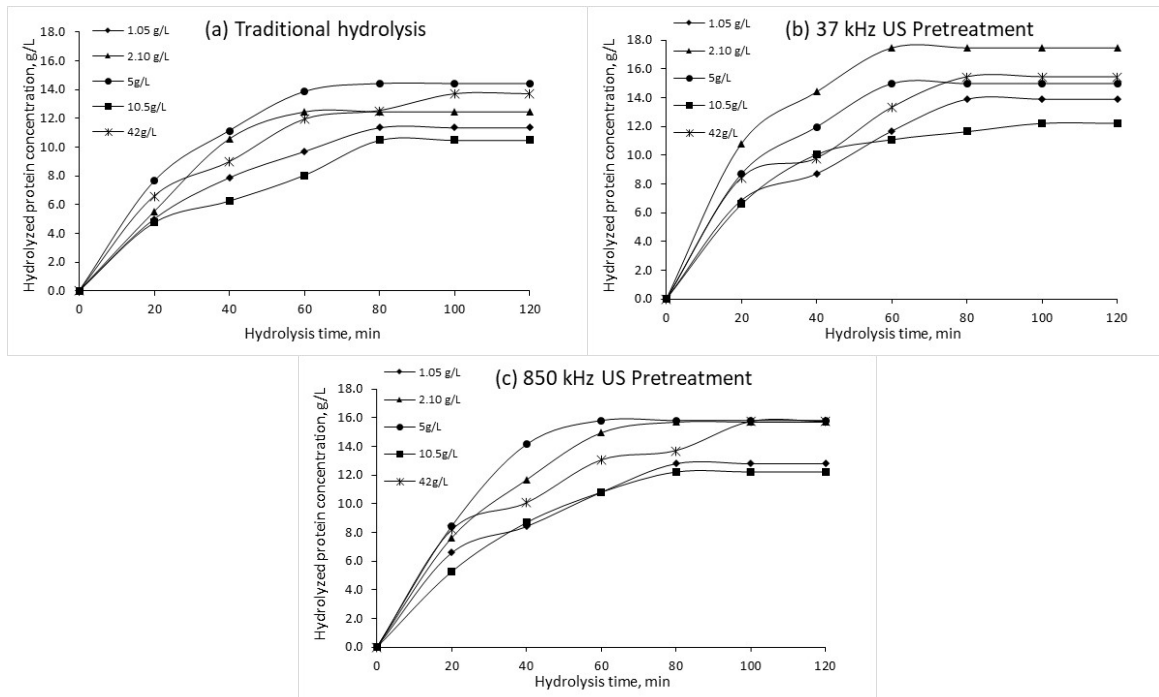 (a) Traditional hydrolysis
Hydrolyzed protein concentration, g/L
18.0
16.0
14.0
12.0
10.0
8.0
6.0
4.0
2.0
0.0
1.05 g/L
2.10 g/L
5g/L
10.5g/L
42g/L
0 20 40 60 80 100 120
Hydrolysis time, min
(b) 37 kHz US Pretreatment
Hydrolyzed protein concentration, g/L
18.0
16.0
14.0
12.0
10.0
8.0
6.0
4.0
2.0
0.0
1.05 g/L
2.10 g/L
5g/L
10.5g/L
42g/L
0 20 40 60 80 100 120
Hydrolysis time, min
(c) 850 kHz US Pretreatment
Hydrolyzed protein concentration, g/L
18.0
16.0
14.0
12.0
10.0
8.0
6.0
4.0
2.0
0.0
1.05 g/L
2.10 g/L
5g/L
10.5g/L
42g/L
0 20 40 60 80 100 120
Hydrolysis time, min